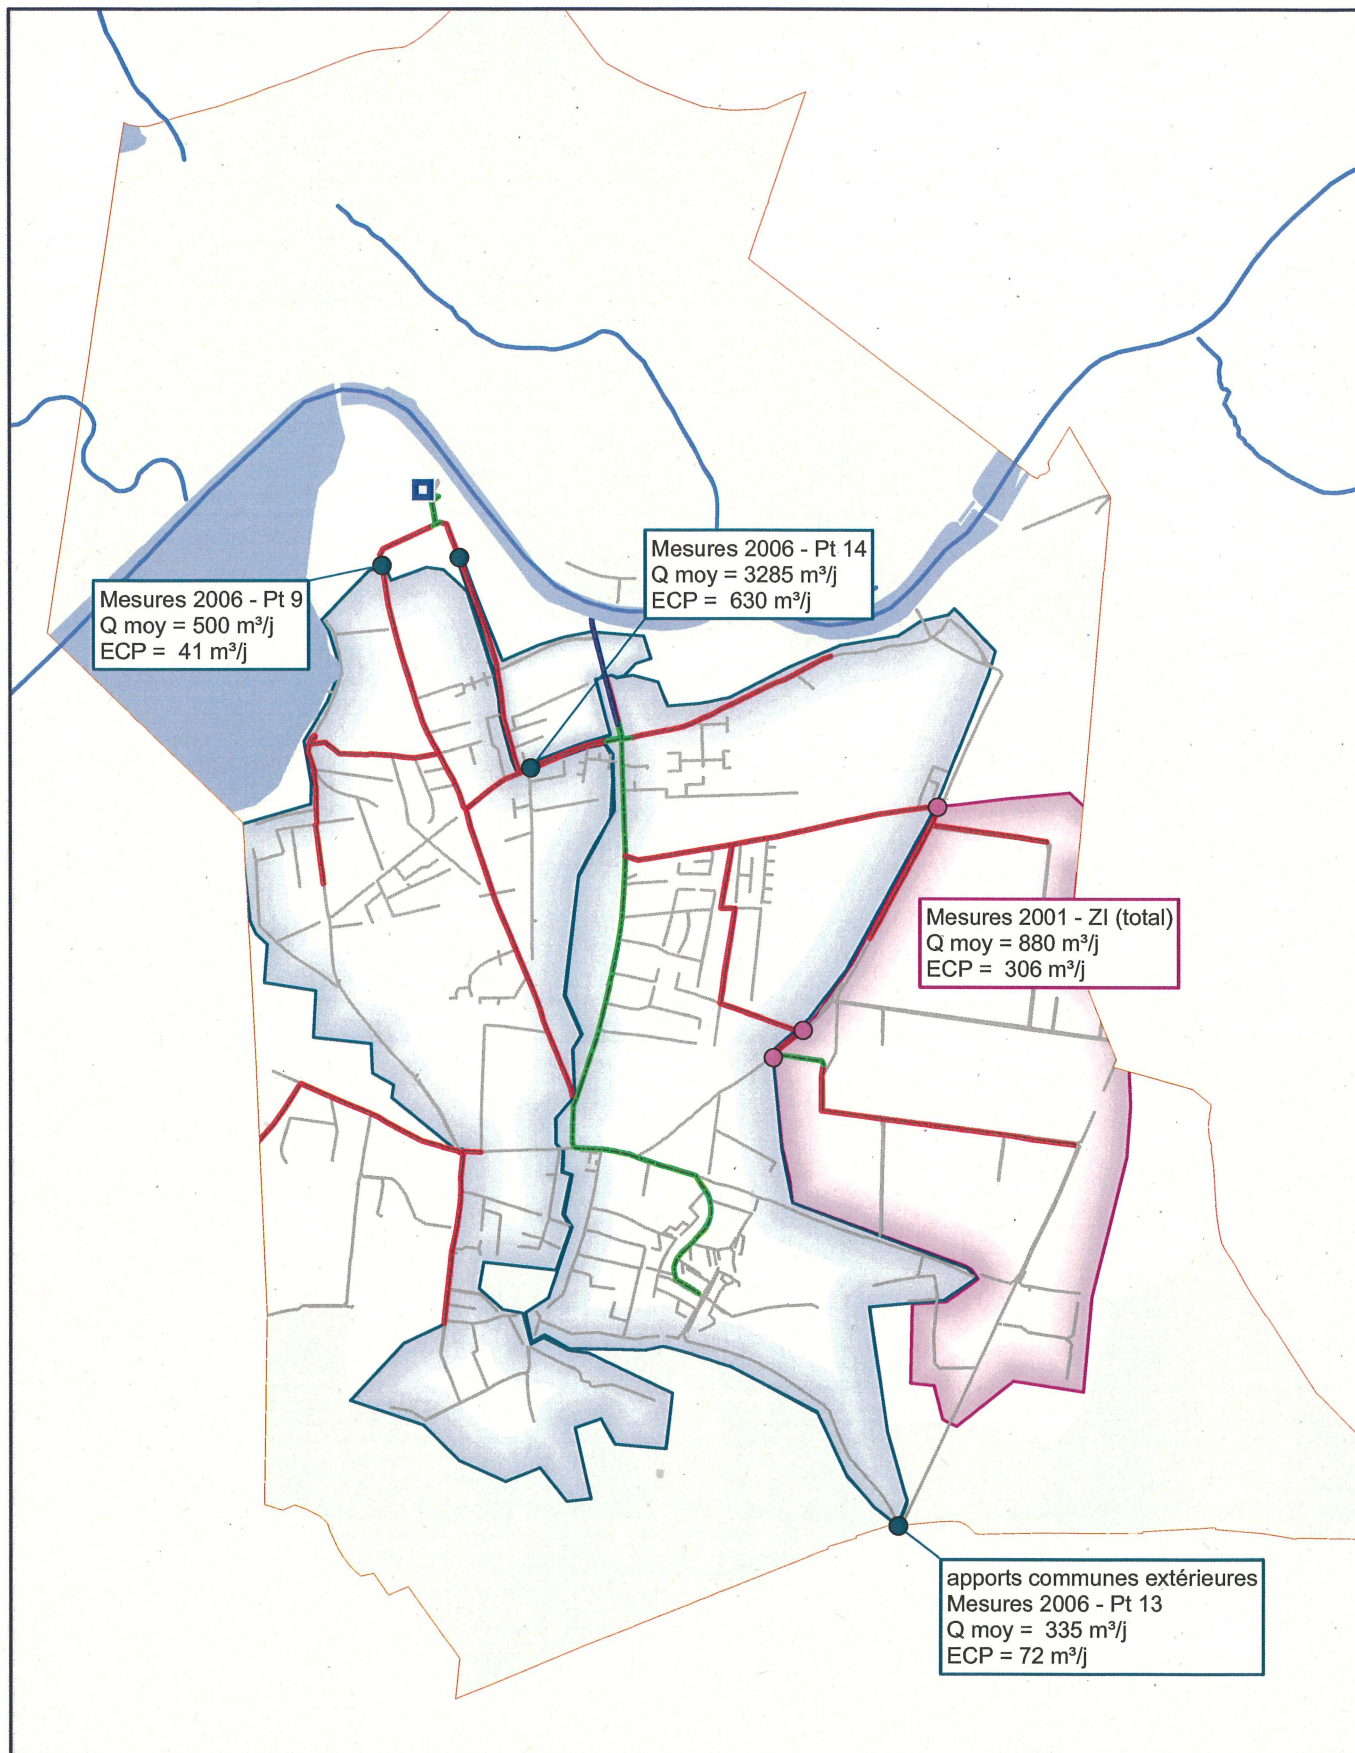 Mesures 2006 - Pt 14
Q moy = 3285 m³/j
ECP = 630 m³/j
Mesures 2006 - Pt 9
Q moy = 500 m³/j
ECP = 41 m³/j
Mesures 2001 - ZI (total)
Q moy = 880 m³/j
ECP = 306 m³/j
apports communes extérieures
Mesures 2006 - Pt 13
Q moy = 335 m³/j
ECP = 72 m³/j